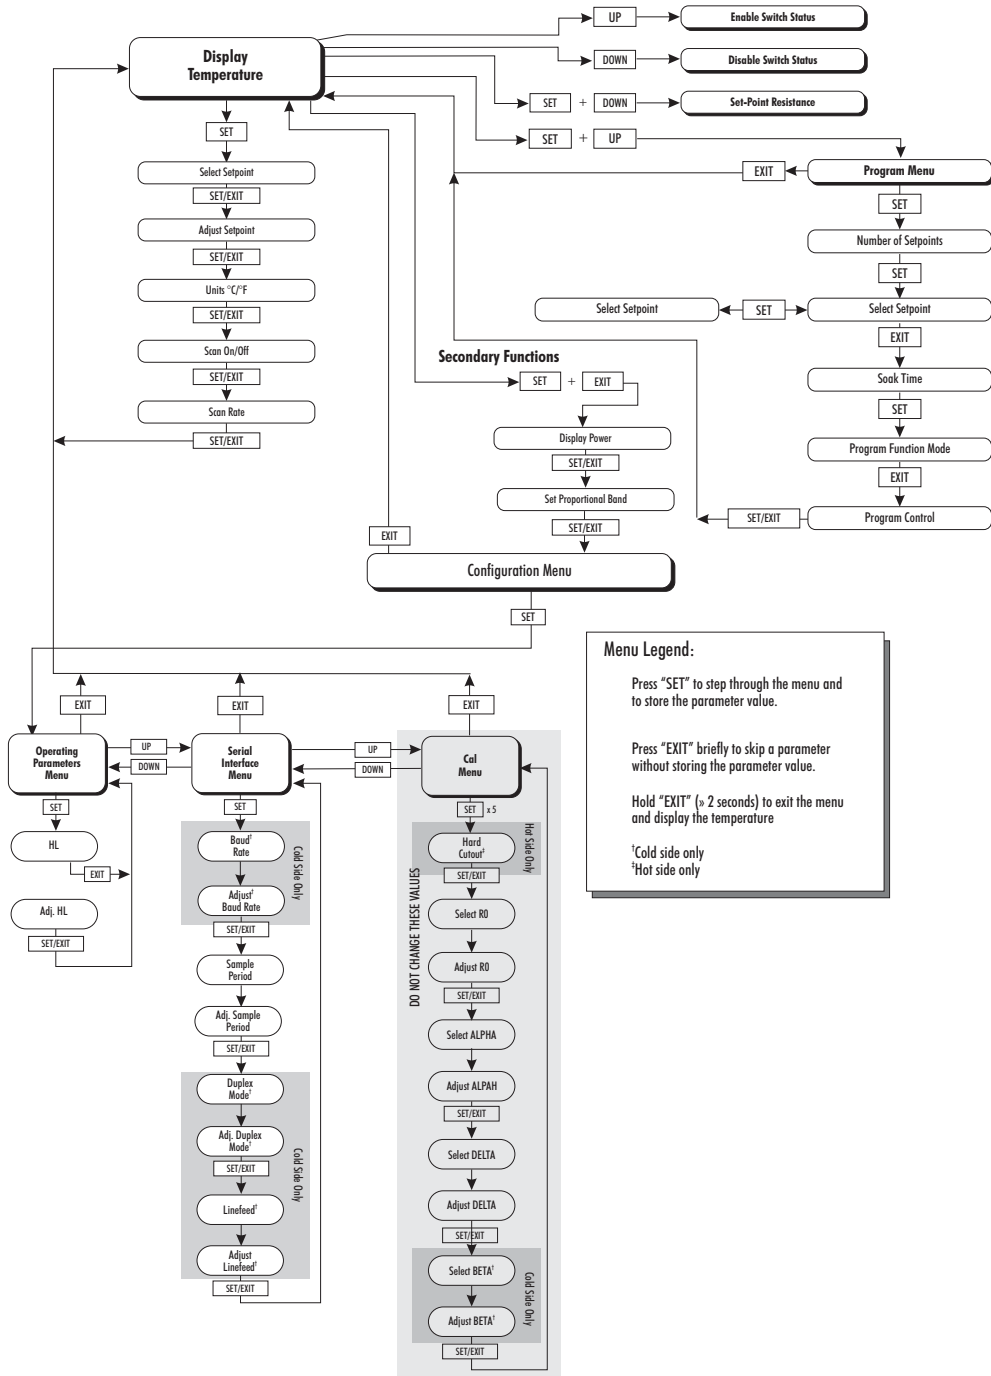 Display
Temperature
UP
Enable Switch Status
DOWN
Disable Switch Status
SET + DOWN
Set-Point Resistance
SET + UP
SET
Select Setpoint
SET/EXIT
Adjust Setpoint
SET/EXIT
Units °C/°F
SET/EXIT
Scan On/Off
SET/EXIT
Scan Rate
SET/EXIT
EXIT
Program Menu
SET
Number of Setpoints
SET
Select Setpoint
SET
Select Setpoint
EXIT
Soak Time
SET
Program Function Mode
EXIT
SET/EXIT
Program Control
Secondary Functions
SET + EXIT
Display Power
SET/EXIT
Set Proportional Band
SET/EXIT
EXIT
Configuration Menu
SET
Menu Legend:
Press “SET” to step through the menu and
to store the parameter value.
Press “EXIT” briefly to skip a parameter
without storing the parameter value.
Hold “EXIT” (» 2 seconds) to exit the menu
and display the temperature
†Cold side only
‡Hot side only
EXIT
EXIT
EXIT
Operating
Parameters
Menu
UP
DOWN
Serial
Interface
Menu
UP
DOWN
Cal
Menu
SET
HL
EXIT
Adj. HL
SET/EXIT
SET
Baud†
Rate
Adjust†
Baud Rate
Cold Side Only
SET/EXIT
Sample
Period
Adj. Sample
Period
SET/EXIT
Duplex
Mode†
Adj. Duplex
Mode†
SET/EXIT
Linefeed†
Adjust
Linefeed†
Cold Side Only
SET/EXIT
SET x 5
Hard
Cutout‡
Hot Side Only
SET/EXIT
DO NOT CHANGE THESE VALUES
Select R0
Adjust R0
SET/EXIT
Select ALPHA
Adjust ALPAH
SET/EXIT
Select DELTA
Adjust DELTA
SET/EXIT
Select BETA†
Adjust BETA†
Cold Side Only
SET/EXIT